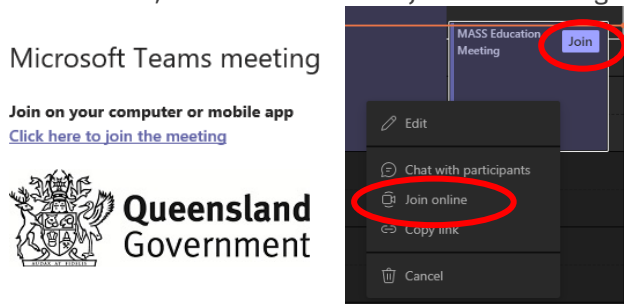 Microsoft Teams meeting
Join on your computer or mobile app
Click here to join the meeting
Queensland
Government
MASS Education
Meeting
Join
Edit
Chat with participants
Join online
Copy link
Cancel